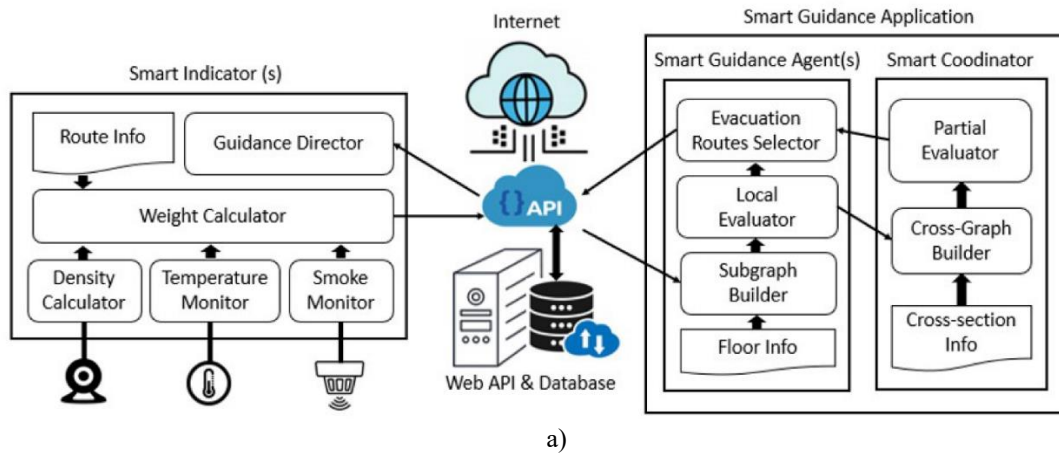 Internet
Smart Guidance Application
Smart Indicator (s)
Smart Guidance Agent(s)
Smart Coodinator
Route Info
Guidance Director
Weight Calculator
Density
Calculator
Temperature
Monitor
Smoke
Monitor
{} API
Web API & Database
Evacuation
Routes Selector
Local
Evaluator
Subgraph
Builder
Floor Info
Partial
Evaluator
Cross-Graph
Builder
Cross-section
Info
a)